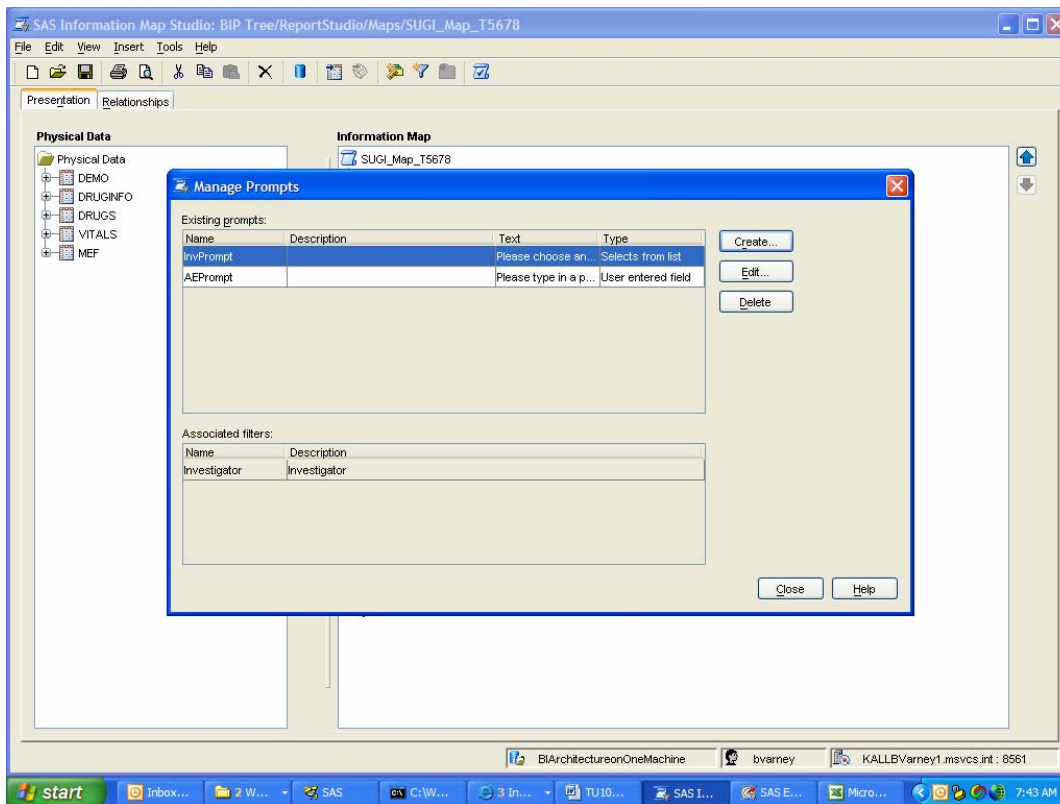 SAS Information Map Studio: BIP Tree/ReportStudio/Maps/SUGI_Map_T5678
File Edit View Insert Tools Help
Presentation Relationships
Physical Data Information Map
Physical Data SUGI_Map_T5678
DEMO
DRUGINFO
DRUGS
VITALS
MEF
Manage Prompts
Existing prompts:
Name Description Text Type
InvPrompt Please choose an... Selects from list
AEPrompt Please type in a p... User entered field
Create...
Edit...
Delete
Associated filters:
Name Description
Investigator Investigator
Close Help
BIArchitectureonOneMachine bvarney KALLBVarney1.msvcs.int : 8561
start Inbox... 2 W... SAS C:\W... 3 In... TU10... SAS I... SAS E... Micro... 7:43 AM